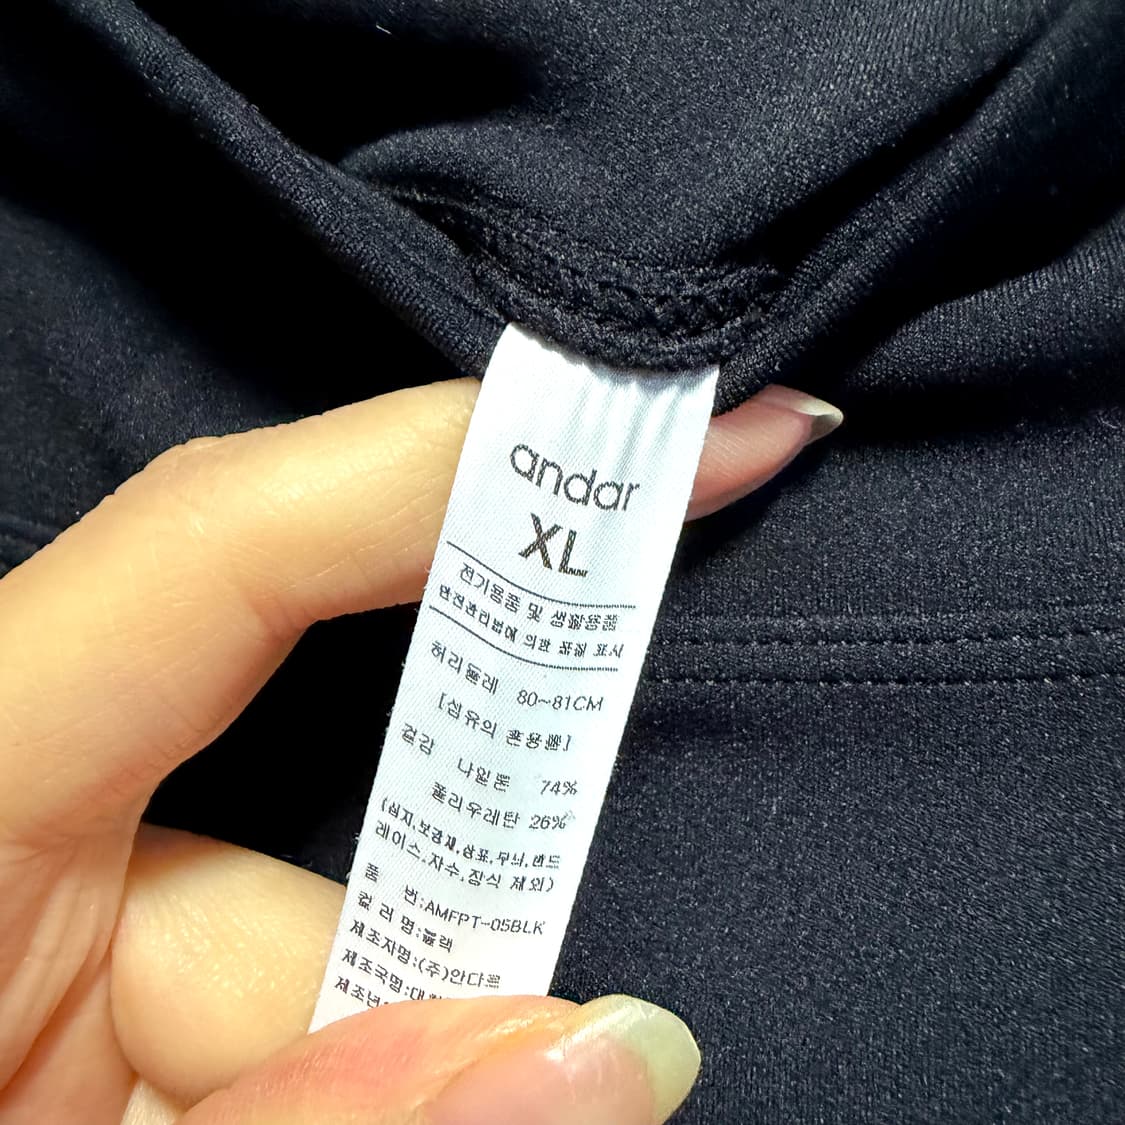 andar
XL
전기용품 및 생활용품
안전관리법에 의한 품질 표시
허리둘레 80~81CM
[섬유의 혼용률]
겉감 나일론 74%
폴리우레탄 26%
(심지,보강재,상표,무늬,밴드
레이스,자수,장식 제외)
품 번:AMFPT-05BLK
컬 러 명:블랙
제조자명:(주)안다르
제조국명: